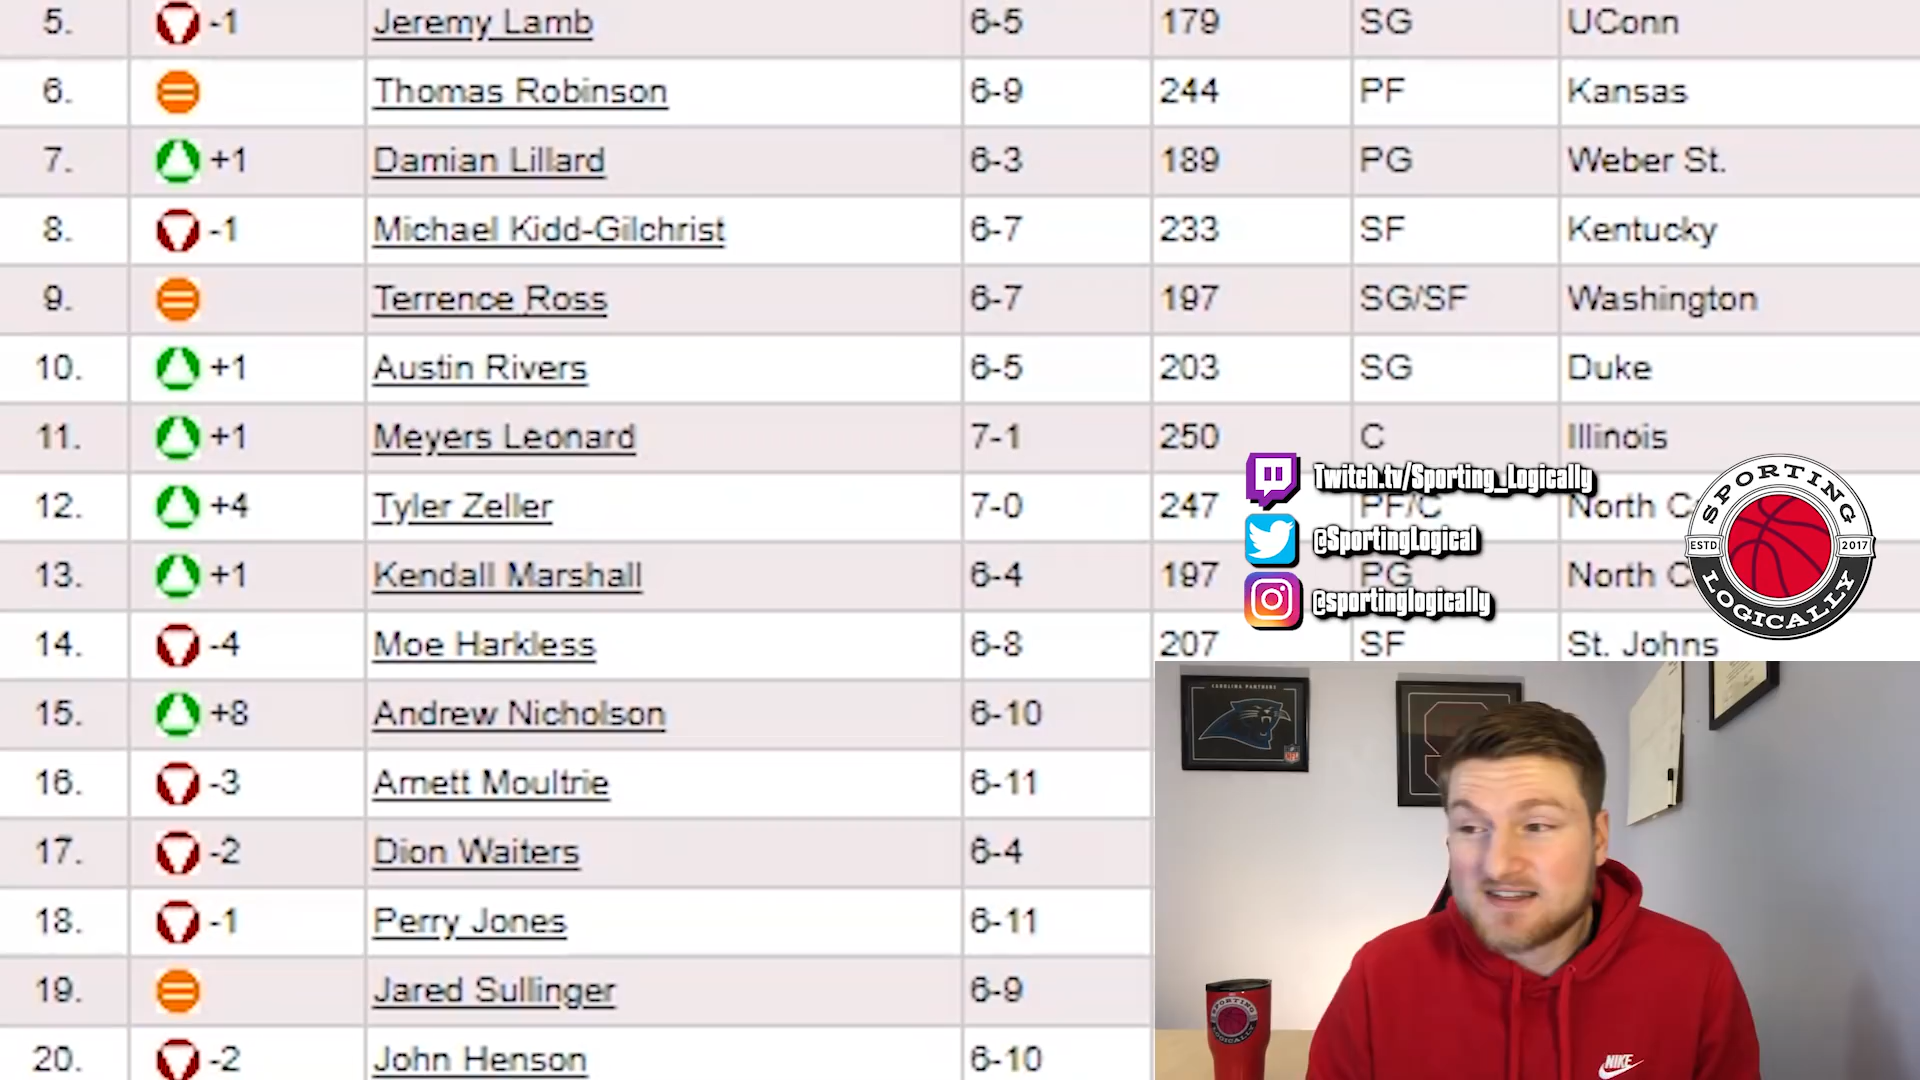 5. -1 Jeremy Lamb 6-5 179 SG UConn
6. Thomas Robinson 6-9 244 PF Kansas
7. +1 Damian Lillard 6-3 189 PG Weber St.
8. -1 Michael Kidd-Gilchrist 6-7 233 SF Kentucky
9. Terrence Ross 6-7 197 SG/SF Washington
10. +1 Austin Rivers 6-5 203 SG Duke
11. +1 Meyers Leonard 7-1 250 C Illinois
12. +4 Tyler Zeller 7-0 247 PF/C North
13. +1 Kendall Marshall 6-4 197 PG North
14. -4 Moe Harkless 6-8 207 SF St. Johns
15. +8 Andrew Nicholson 6-10
16. -3 Arnett Moultrie 6-11
17. -2 Dion Waiters 6-4
18. -1 Perry Jones 6-11
19. Jared Sullinger 6-9
20. -2 John Henson 6-10
Twitch.tv/Sporting_Logically
@SportingLogical
@sportinglogically
SPORTING
ESTD 2017
LOGICALLY
CAROLINA PANTHERS
NFL
SPORTING
LOGICALLY
NIKE